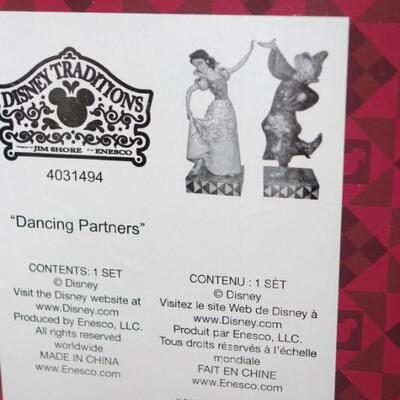 DISNEY TRADITIONS
designed by JIM SHORE for ENESCO
4031494
"Dancing Partners"
CONTENTS: 1 SET
© Disney
Visit the Disney website at
www.Disney.com
Produced by Enesco, LLC.
All rights reserved
worldwide
MADE IN CHINA
www.Enesco.com
CONTENU : 1 SÉT
© Disney
Visitez le site Web de Disney à
www.Disney.com
Produit par Enesco, LLC.
Tous droits réservés à l'échelle
mondiale
FAIT EN CHINE
www.Enesco.com